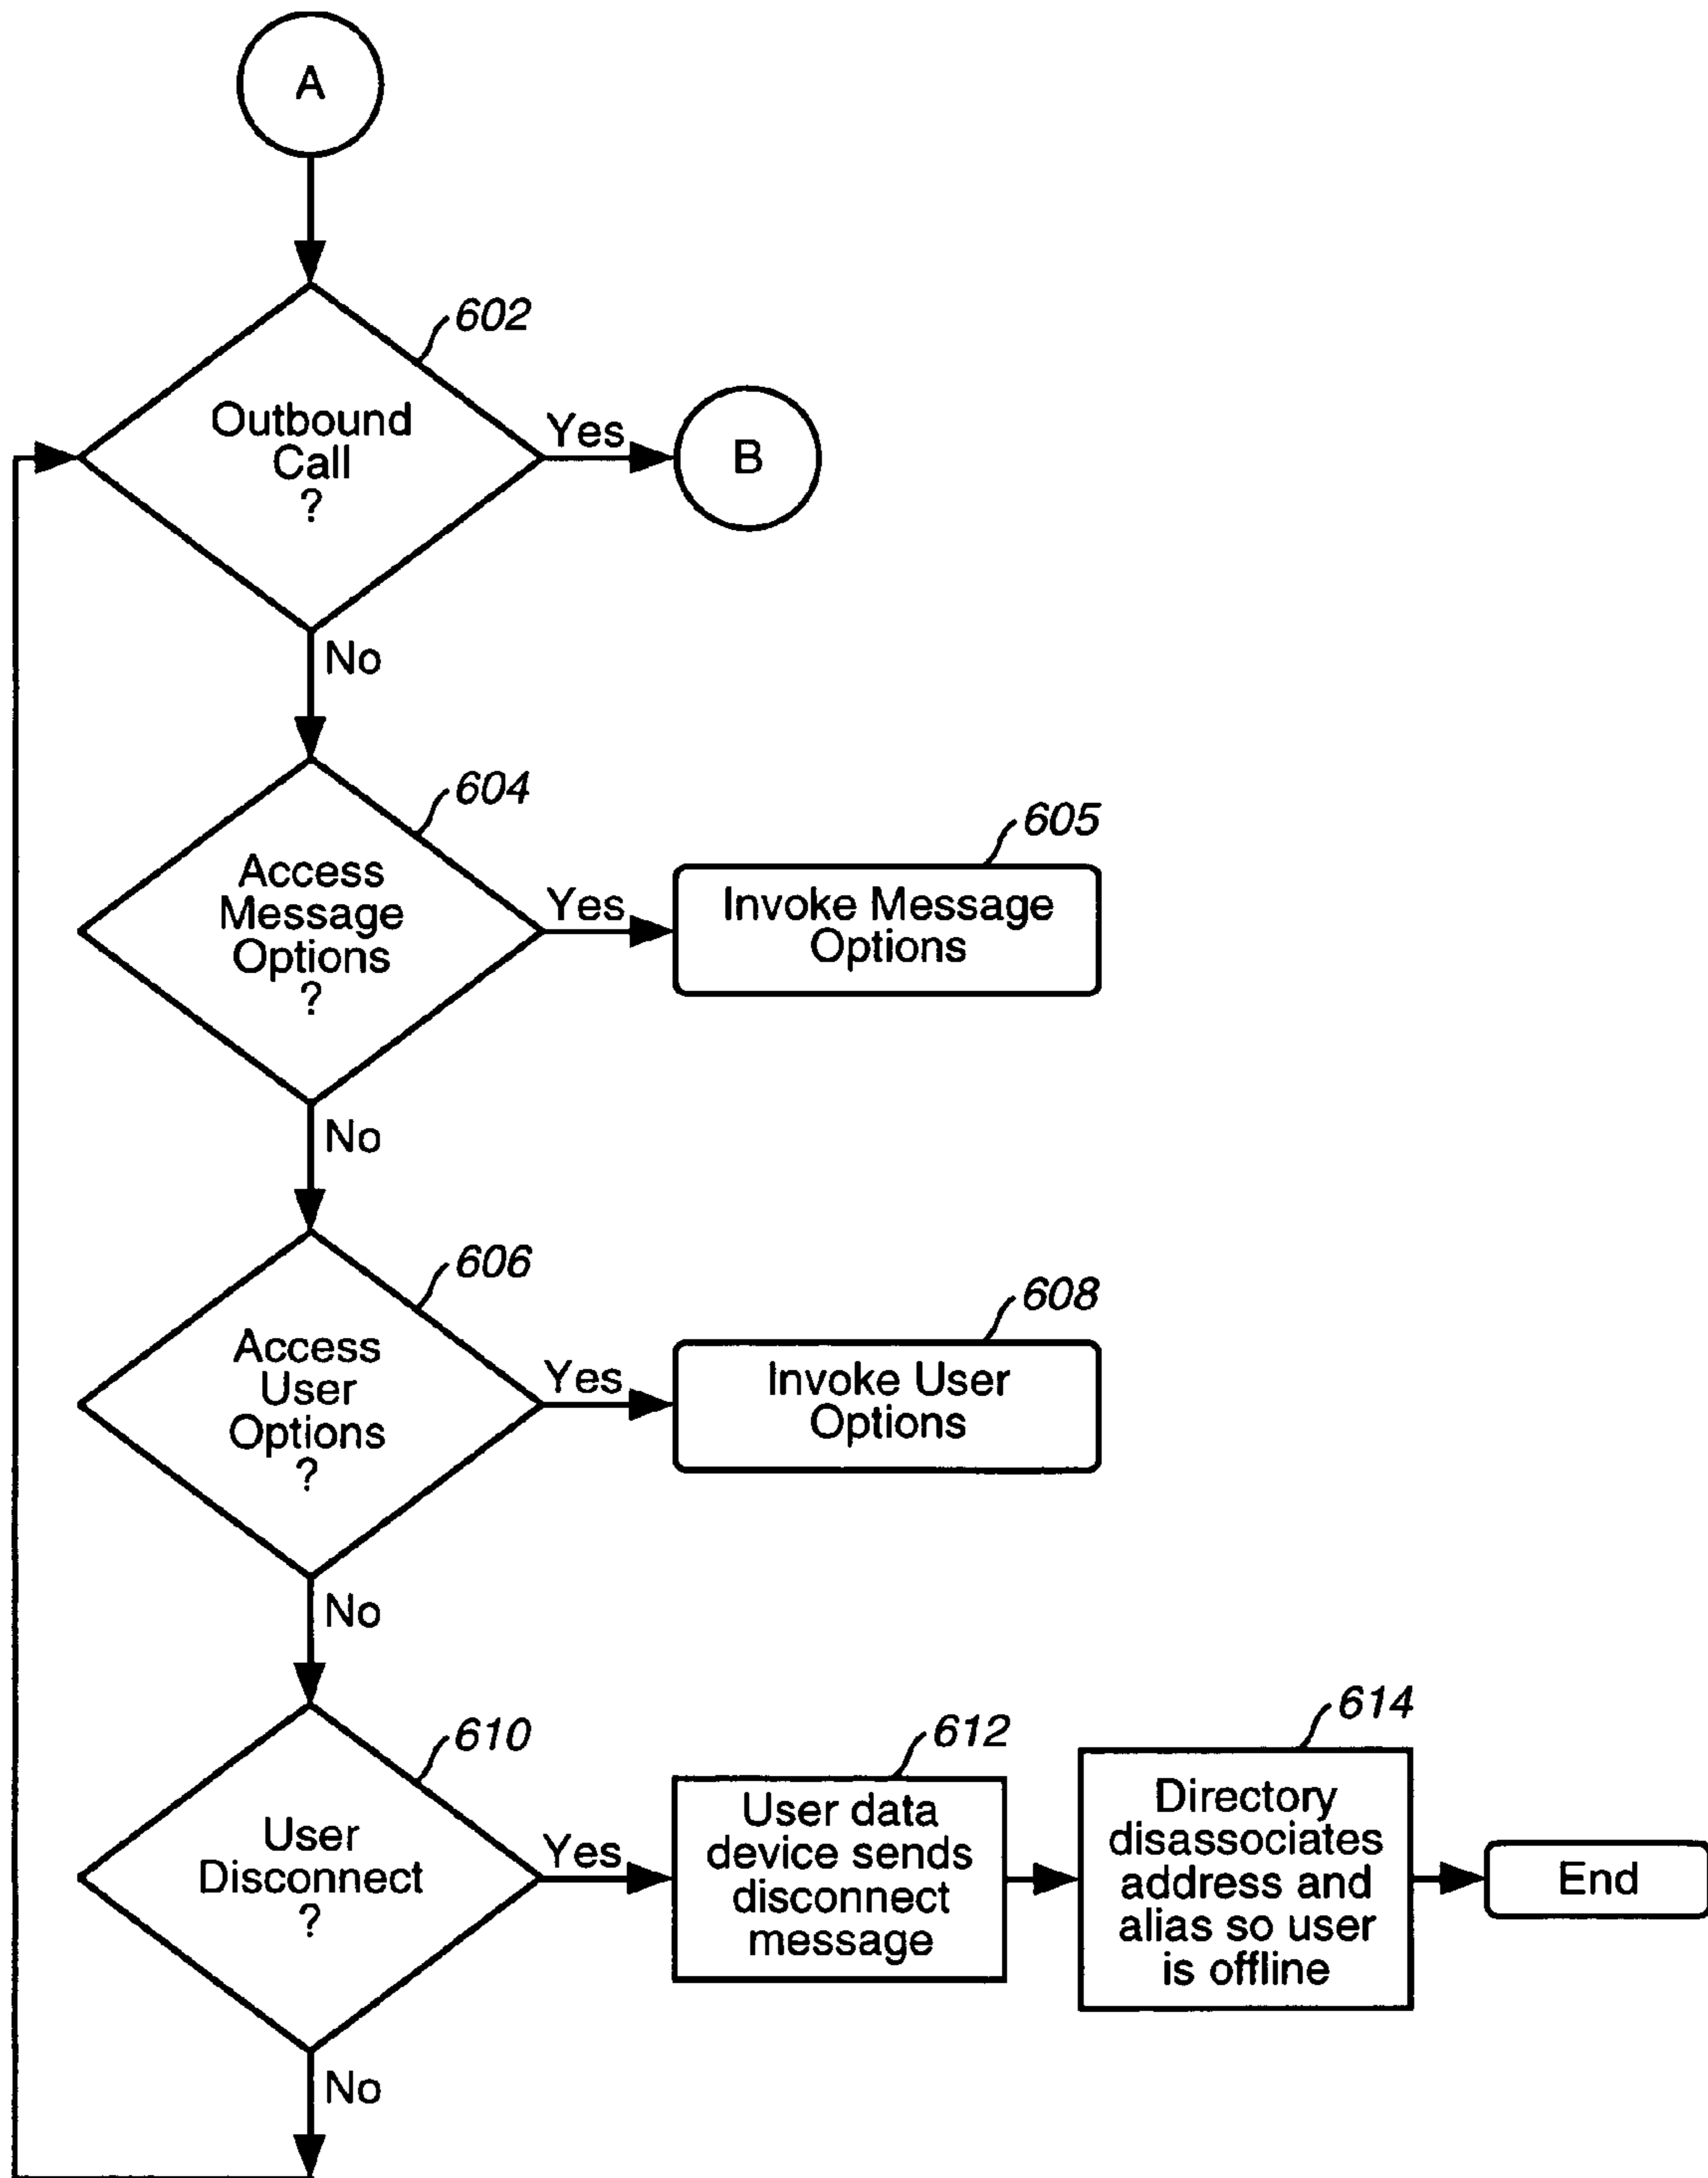 A
602
Outbound
Call
?
Yes
B
No
604
Access
Message
Options
?
Yes
605
Invoke Message
Options
No
606
Access
User
Options
?
Yes
608
Invoke User
Options
No
610
User
Disconnect
?
Yes
612
User data
device sends
disconnect
message
614
Directory
disassociates
address and
alias so user
is offline
End
No